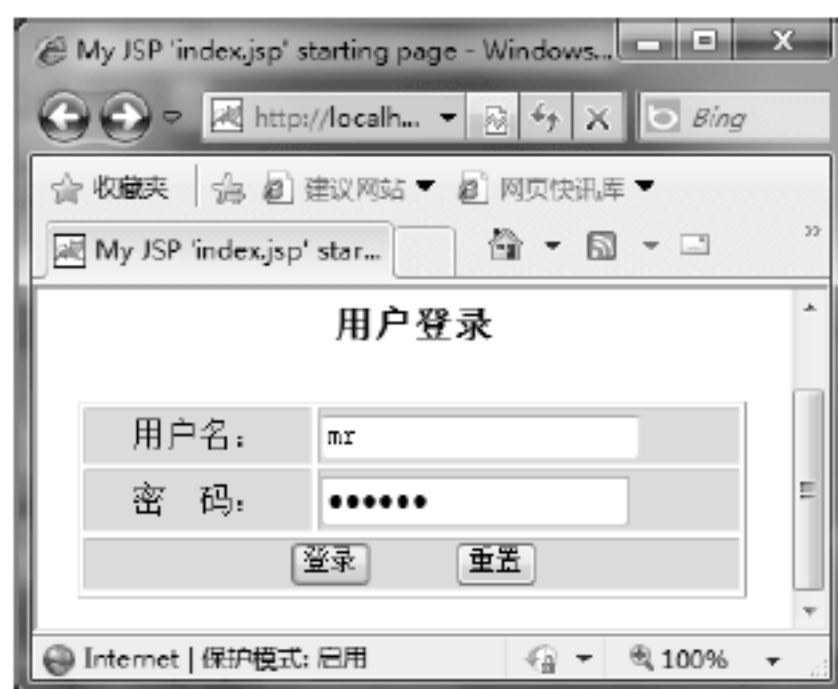 My JSP 'index.jsp' starting page - Windows...
http://localh...
Bing
收藏夹
建议网站
网页快讯库
My JSP 'index.jsp' star...
用户登录
用户名：
mr
密 码：
••••••
登录
重置
Internet | 保护模式: 启用
100%